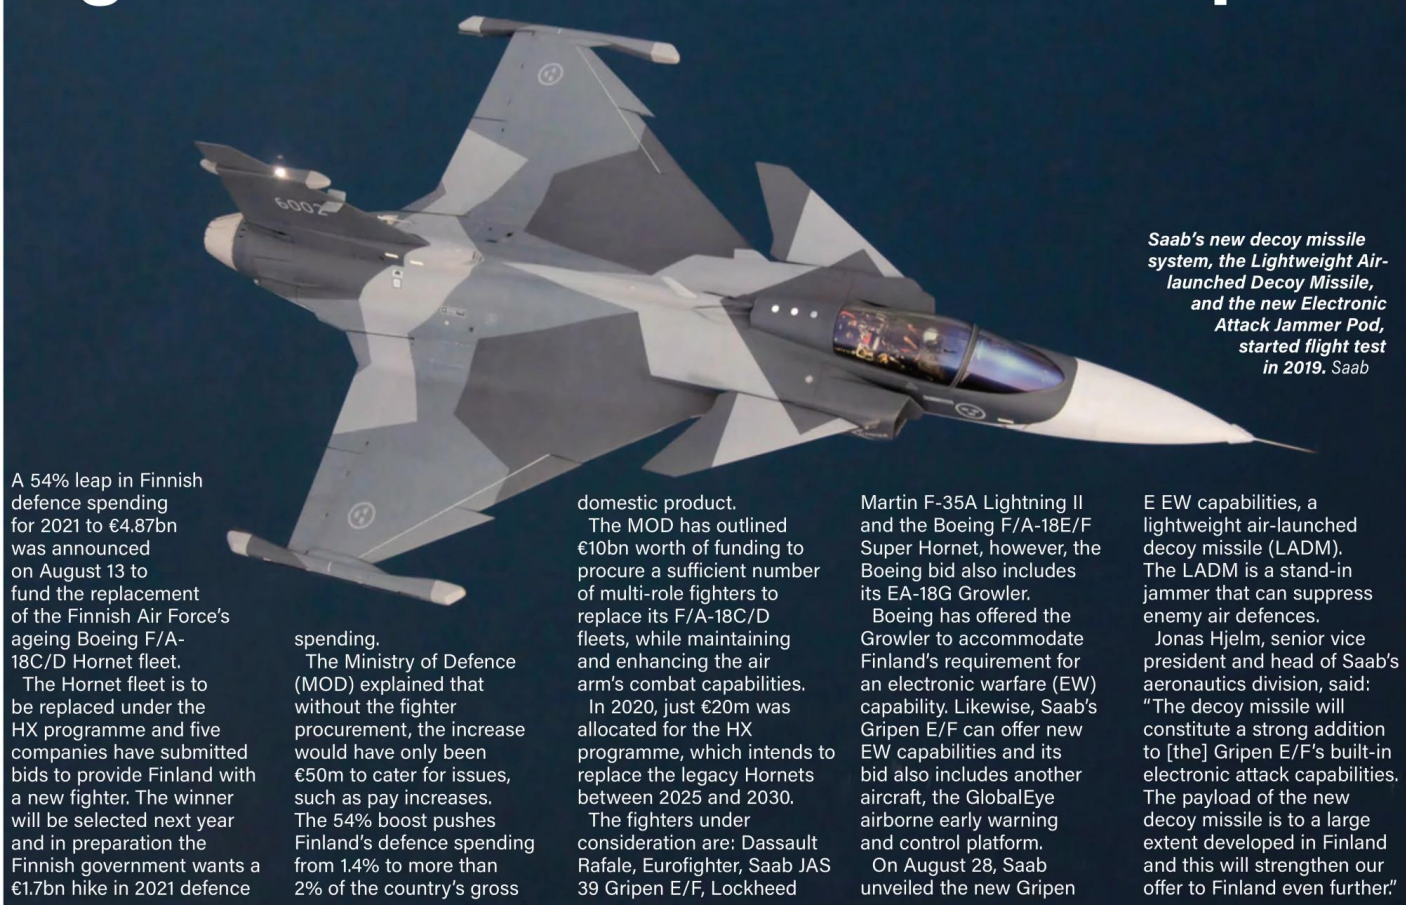 6002
Saab's new decoy missile
system, the Lightweight Air-
launched Decoy Missile,
and the new Electronic
Attack Jammer Pod,
started flight test
in 2019. Saab
A 54% leap in Finnish
defence spending
for 2021 to €4.87bn
was announced
on August 13 to
fund the replacement
of the Finnish Air Force's
ageing Boeing F/A-
18C/D Hornet fleet.
The Hornet fleet is to
be replaced under the
HX programme and five
companies have submitted
bids to provide Finland with
a new fighter. The winner
will be selected next year
and in preparation the
Finnish government wants a
€1.7bn hike in 2021 defence
spending.
The Ministry of Defence
(MOD) explained that
without the fighter
procurement, the increase
would have only been
€50m to cater for issues,
such as pay increases.
The 54% boost pushes
Finland's defence spending
from 1.4% to more than
2% of the country's gross
domestic product.
The MOD has outlined
€10bn worth of funding to
procure a sufficient number
of multi-role fighters to
replace its F/A-18C/D
fleets, while maintaining
and enhancing the air
arm's combat capabilities.
In 2020, just €20m was
allocated for the HX
programme, which intends to
replace the legacy Hornets
between 2025 and 2030.
The fighters under
consideration are: Dassault
Rafale, Eurofighter, Saab JAS
39 Gripen E/F, Lockheed
Martin F-35A Lightning II
and the Boeing F/A-18E/F
Super Hornet, however, the
Boeing bid also includes
its EA-18G Growler.
Boeing has offered the
Growler to accommodate
Finland's requirement for
an electronic warfare (EW)
capability. Likewise, Saab's
Gripen E/F can offer new
EW capabilities and its
bid also includes another
aircraft, the GlobalEye
airborne early warning
and control platform.
On August 28, Saab
unveiled the new Gripen
E EW capabilities, a
lightweight air-launched
decoy missile (LADM).
The LADM is a stand-in
jammer that can suppress
enemy air defences.
Jonas Hjelm, senior vice
president and head of Saab's
aeronautics division, said:
"The decoy missile will
constitute a strong addition
to [the] Gripen E/F's built-in
electronic attack capabilities.
The payload of the new
decoy missile is to a large
extent developed in Finland
and this will strengthen our
offer to Finland even further."